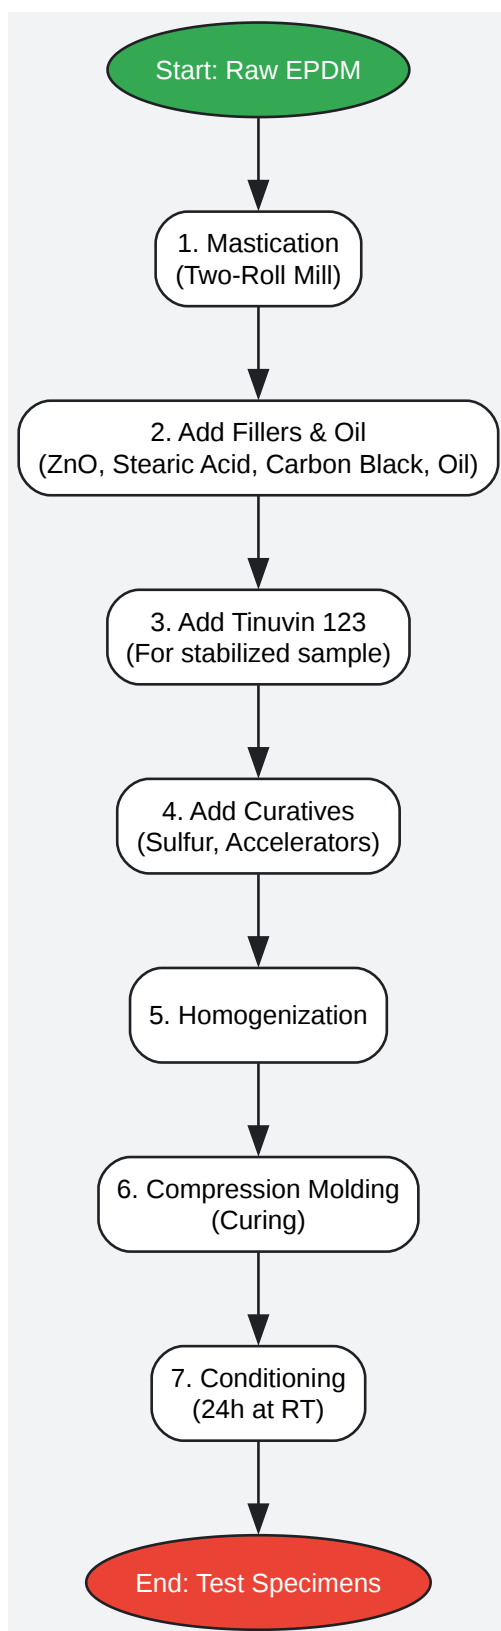 Start: Raw EPDM
1. Mastication
(Two-Roll Mill)
2. Add Fillers & Oil
(ZnO, Stearic Acid, Carbon Black, Oil)
3. Add Tinuvin 123
(For stabilized sample)
4. Add Curatives
(Sulfur, Accelerators)
5. Homogenization
6. Compression Molding
(Curing)
7. Conditioning
(24h at RT)
End: Test Specimens